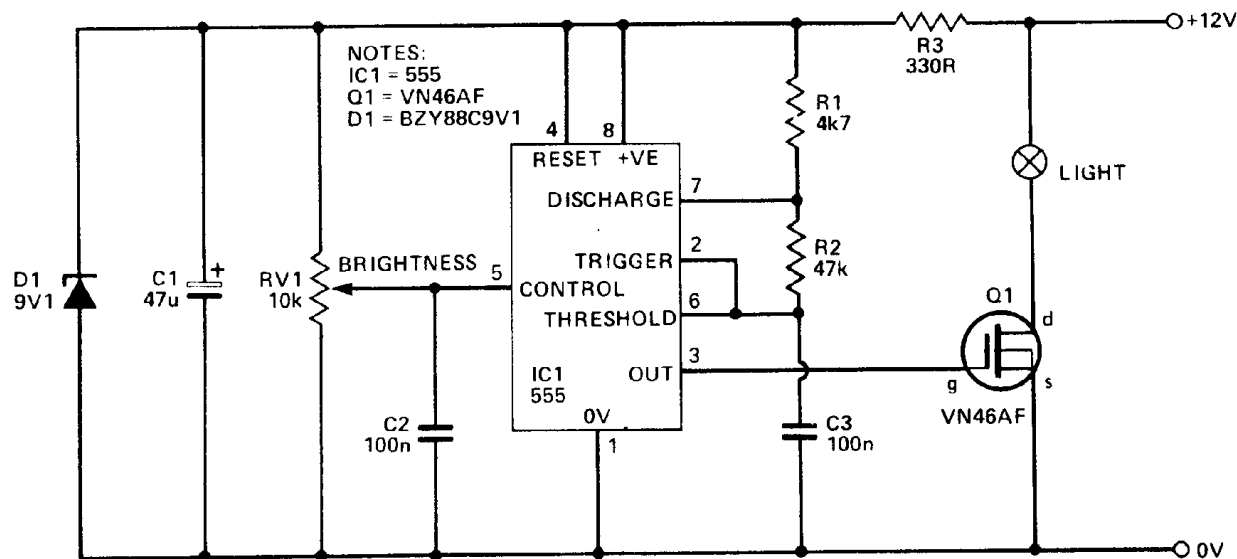 +12V
R3
330R
NOTES:
IC1 = 555
Q1 = VN46AF
D1 = BZY88C9V1
R1
4k7
4
8
RESET
+VE
LIGHT
7
DISCHARGE
R2
47k
2
TRIGGER
BRIGHTNESS
5
CONTROL
6
THRESHOLD
D1
9V1
C1
47u
+
RV1
10k
Q1
d
g
s
VN46AF
3
OUT
IC1
555
0V
1
C2
100n
C3
100n
0V